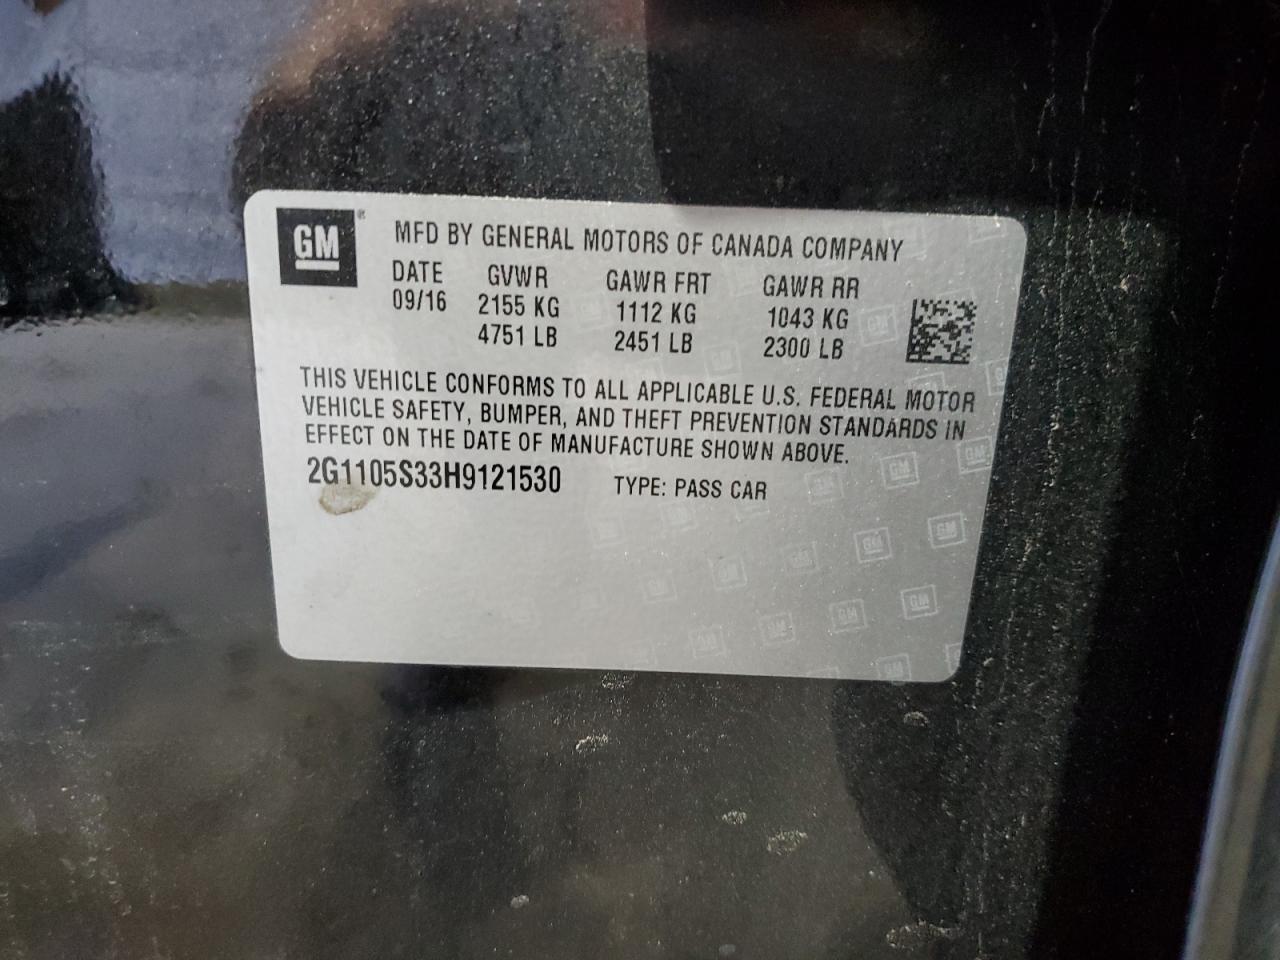 GM®
MFD BY GENERAL MOTORS OF CANADA COMPANY
DATE GVWR GAWR FRT GAWR RR
09/16 2155 KG 1112 KG 1043 KG
4751 LB 2451 LB 2300 LB
THIS VEHICLE CONFORMS TO ALL APPLICABLE U.S. FEDERAL MOTOR
VEHICLE SAFETY, BUMPER, AND THEFT PREVENTION STANDARDS IN
EFFECT ON THE DATE OF MANUFACTURE SHOWN ABOVE.
2G1105S33H9121530 TYPE: PASS CAR